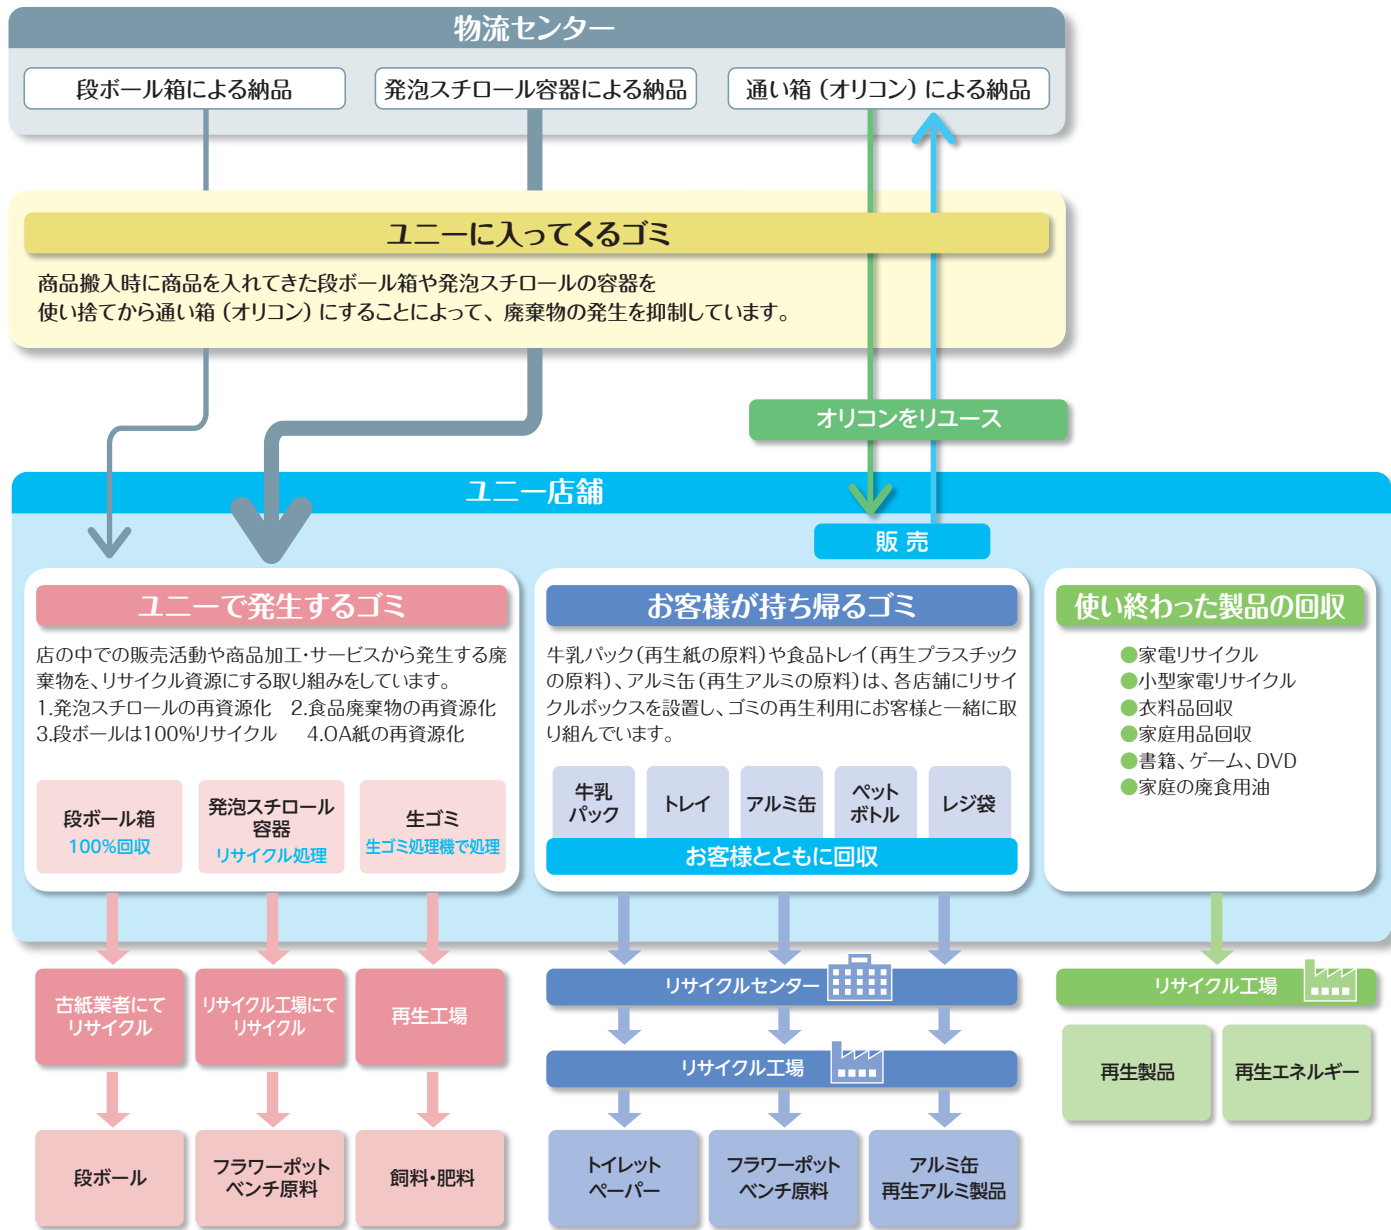 物流センター
段ボール箱による納品
発泡スチロール容器による納品
通い箱（オリコン）による納品
ユニーに入ってくるゴミ
商品搬入時に商品を入れてきた段ボール箱や発泡スチロールの容器を
使い捨てから通い箱（オリコン）にすることによって、廃棄物の発生を抑制しています。
オリコンをリユース
ユニー店舗
販売
ユニーで発生するゴミ
店の中での販売活動や商品加工・サービスから発生する廃
棄物を、リサイクル資源にする取り組みをしています。
1.発泡スチロールの再資源化　2.食品廃棄物の再資源化
3.段ボールは100%リサイクル　4.OA紙の再資源化
段ボール箱
100%回収
発泡スチロール
容器
リサイクル処理
生ゴミ
生ゴミ処理機で処理
お客様が持ち帰るゴミ
牛乳パック（再生紙の原料）や食品トレイ（再生プラスチック
の原料）、アルミ缶（再生アルミの原料）は、各店舗にリサイ
クルボックスを設置し、ゴミの再生利用にお客様と一緒に取
り組んでいます。
牛乳
パック
トレイ
アルミ缶
ペット
ボトル
レジ袋
お客様とともに回収
使い終わった製品の回収
●家電リサイクル
●小型家電リサイクル
●衣料品回収
●家庭用品回収
●書籍、ゲーム、DVD
●家庭の廃食用油
古紙業者にて
リサイクル
リサイクル工場にて
リサイクル
再生工場
段ボール
フラワーポット
ベンチ原料
飼料・肥料
リサイクルセンター
リサイクル工場
トイレット
ペーパー
フラワーポット
ベンチ原料
アルミ缶
再生アルミ製品
リサイクル工場
再生製品
再生エネルギー